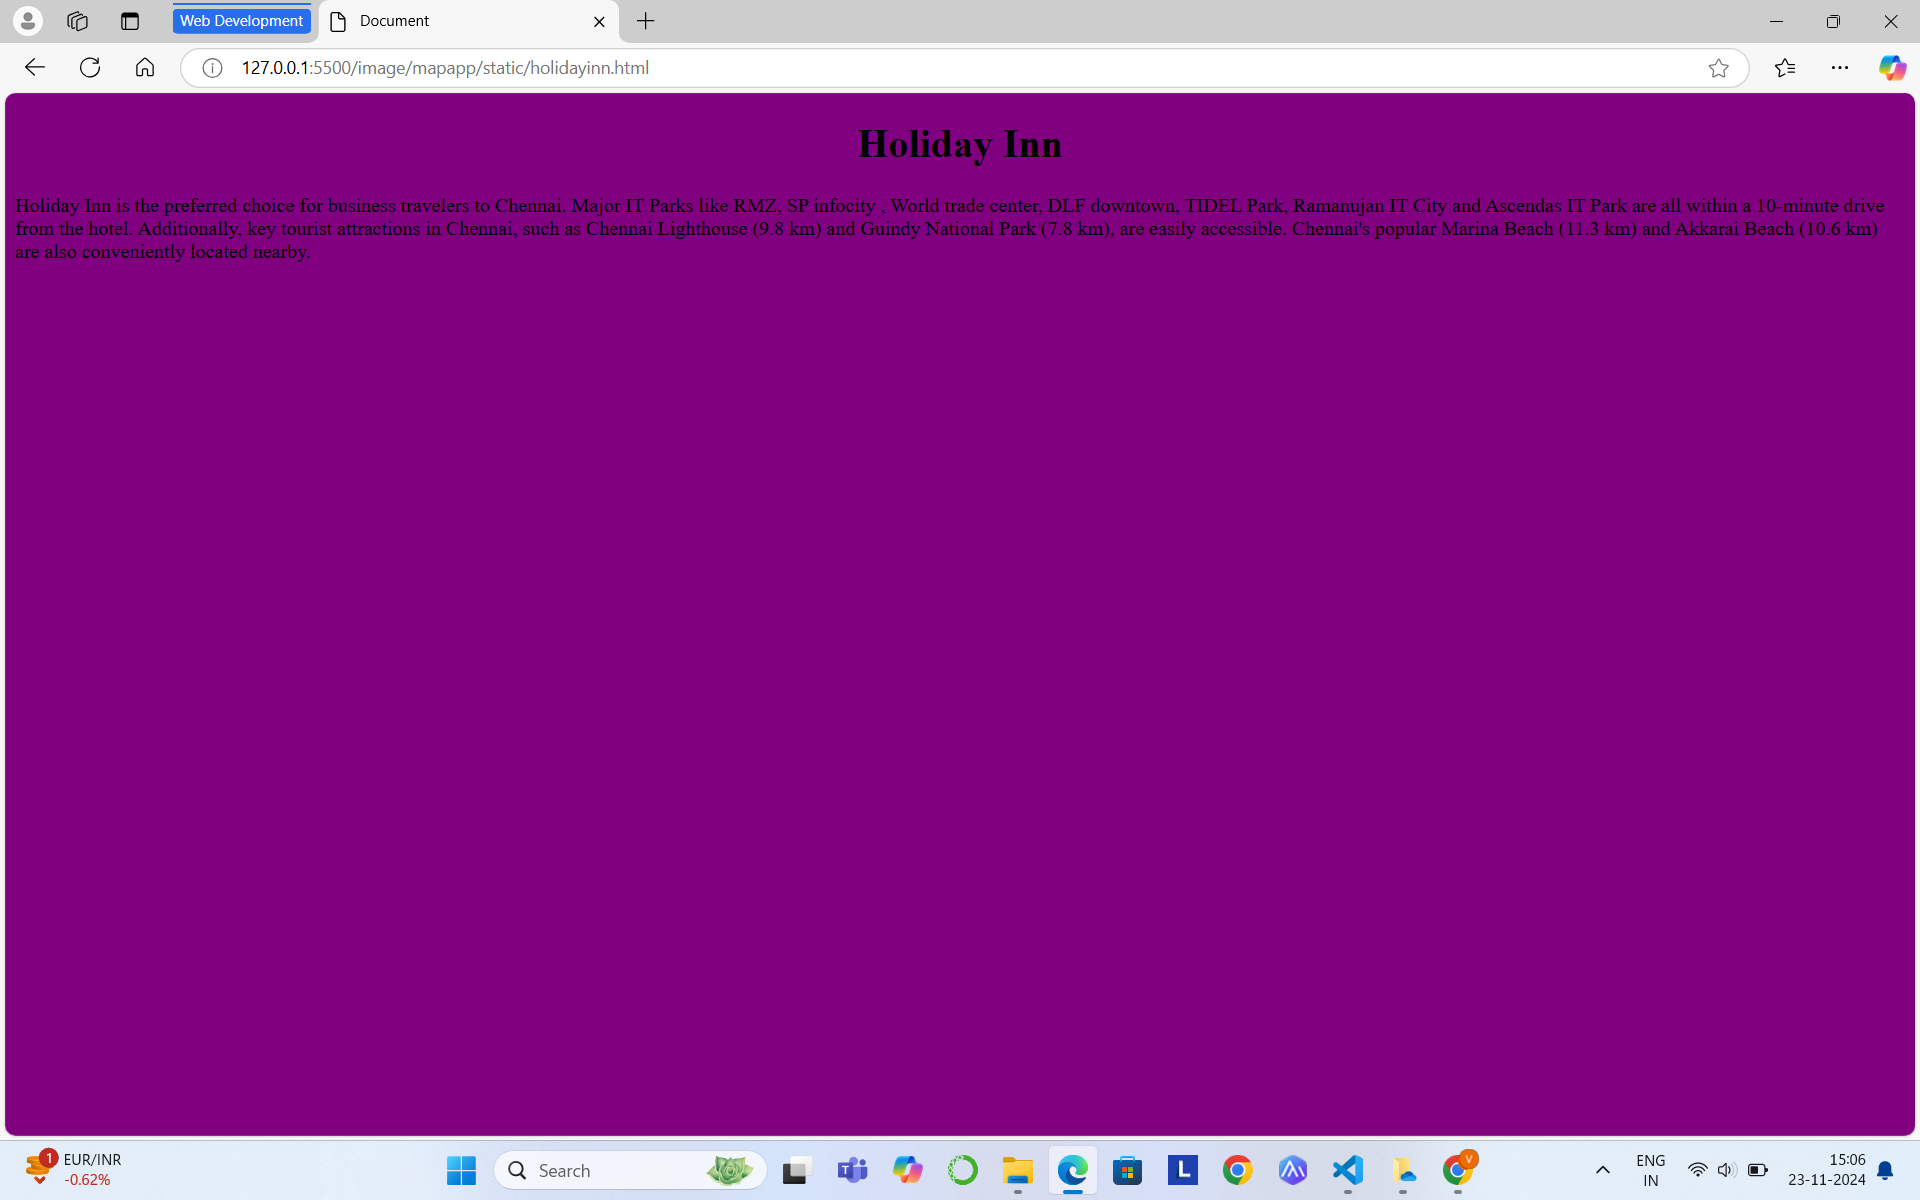 Web Development
Document
127.0.0.1:5500/image/mapapp/static/holidayinn.html
Holiday Inn
Holiday Inn is the preferred choice for business travelers to Chennai. Major IT Parks like RMZ, SP infocity , World trade center, DLF downtown, TIDEL Park, Ramanujan IT City and Ascendas IT Park are all within a 10-minute drive
from the hotel. Additionally, key tourist attractions in Chennai, such as Chennai Lighthouse (9.8 km) and Guindy National Park (7.8 km), are easily accessible. Chennai's popular Marina Beach (11.3 km) and Akkarai Beach (10.6 km)
are also conveniently located nearby.
1
EUR/INR
-0.62%
Search
T
L
V
ENG
IN
15:06
23-11-2024